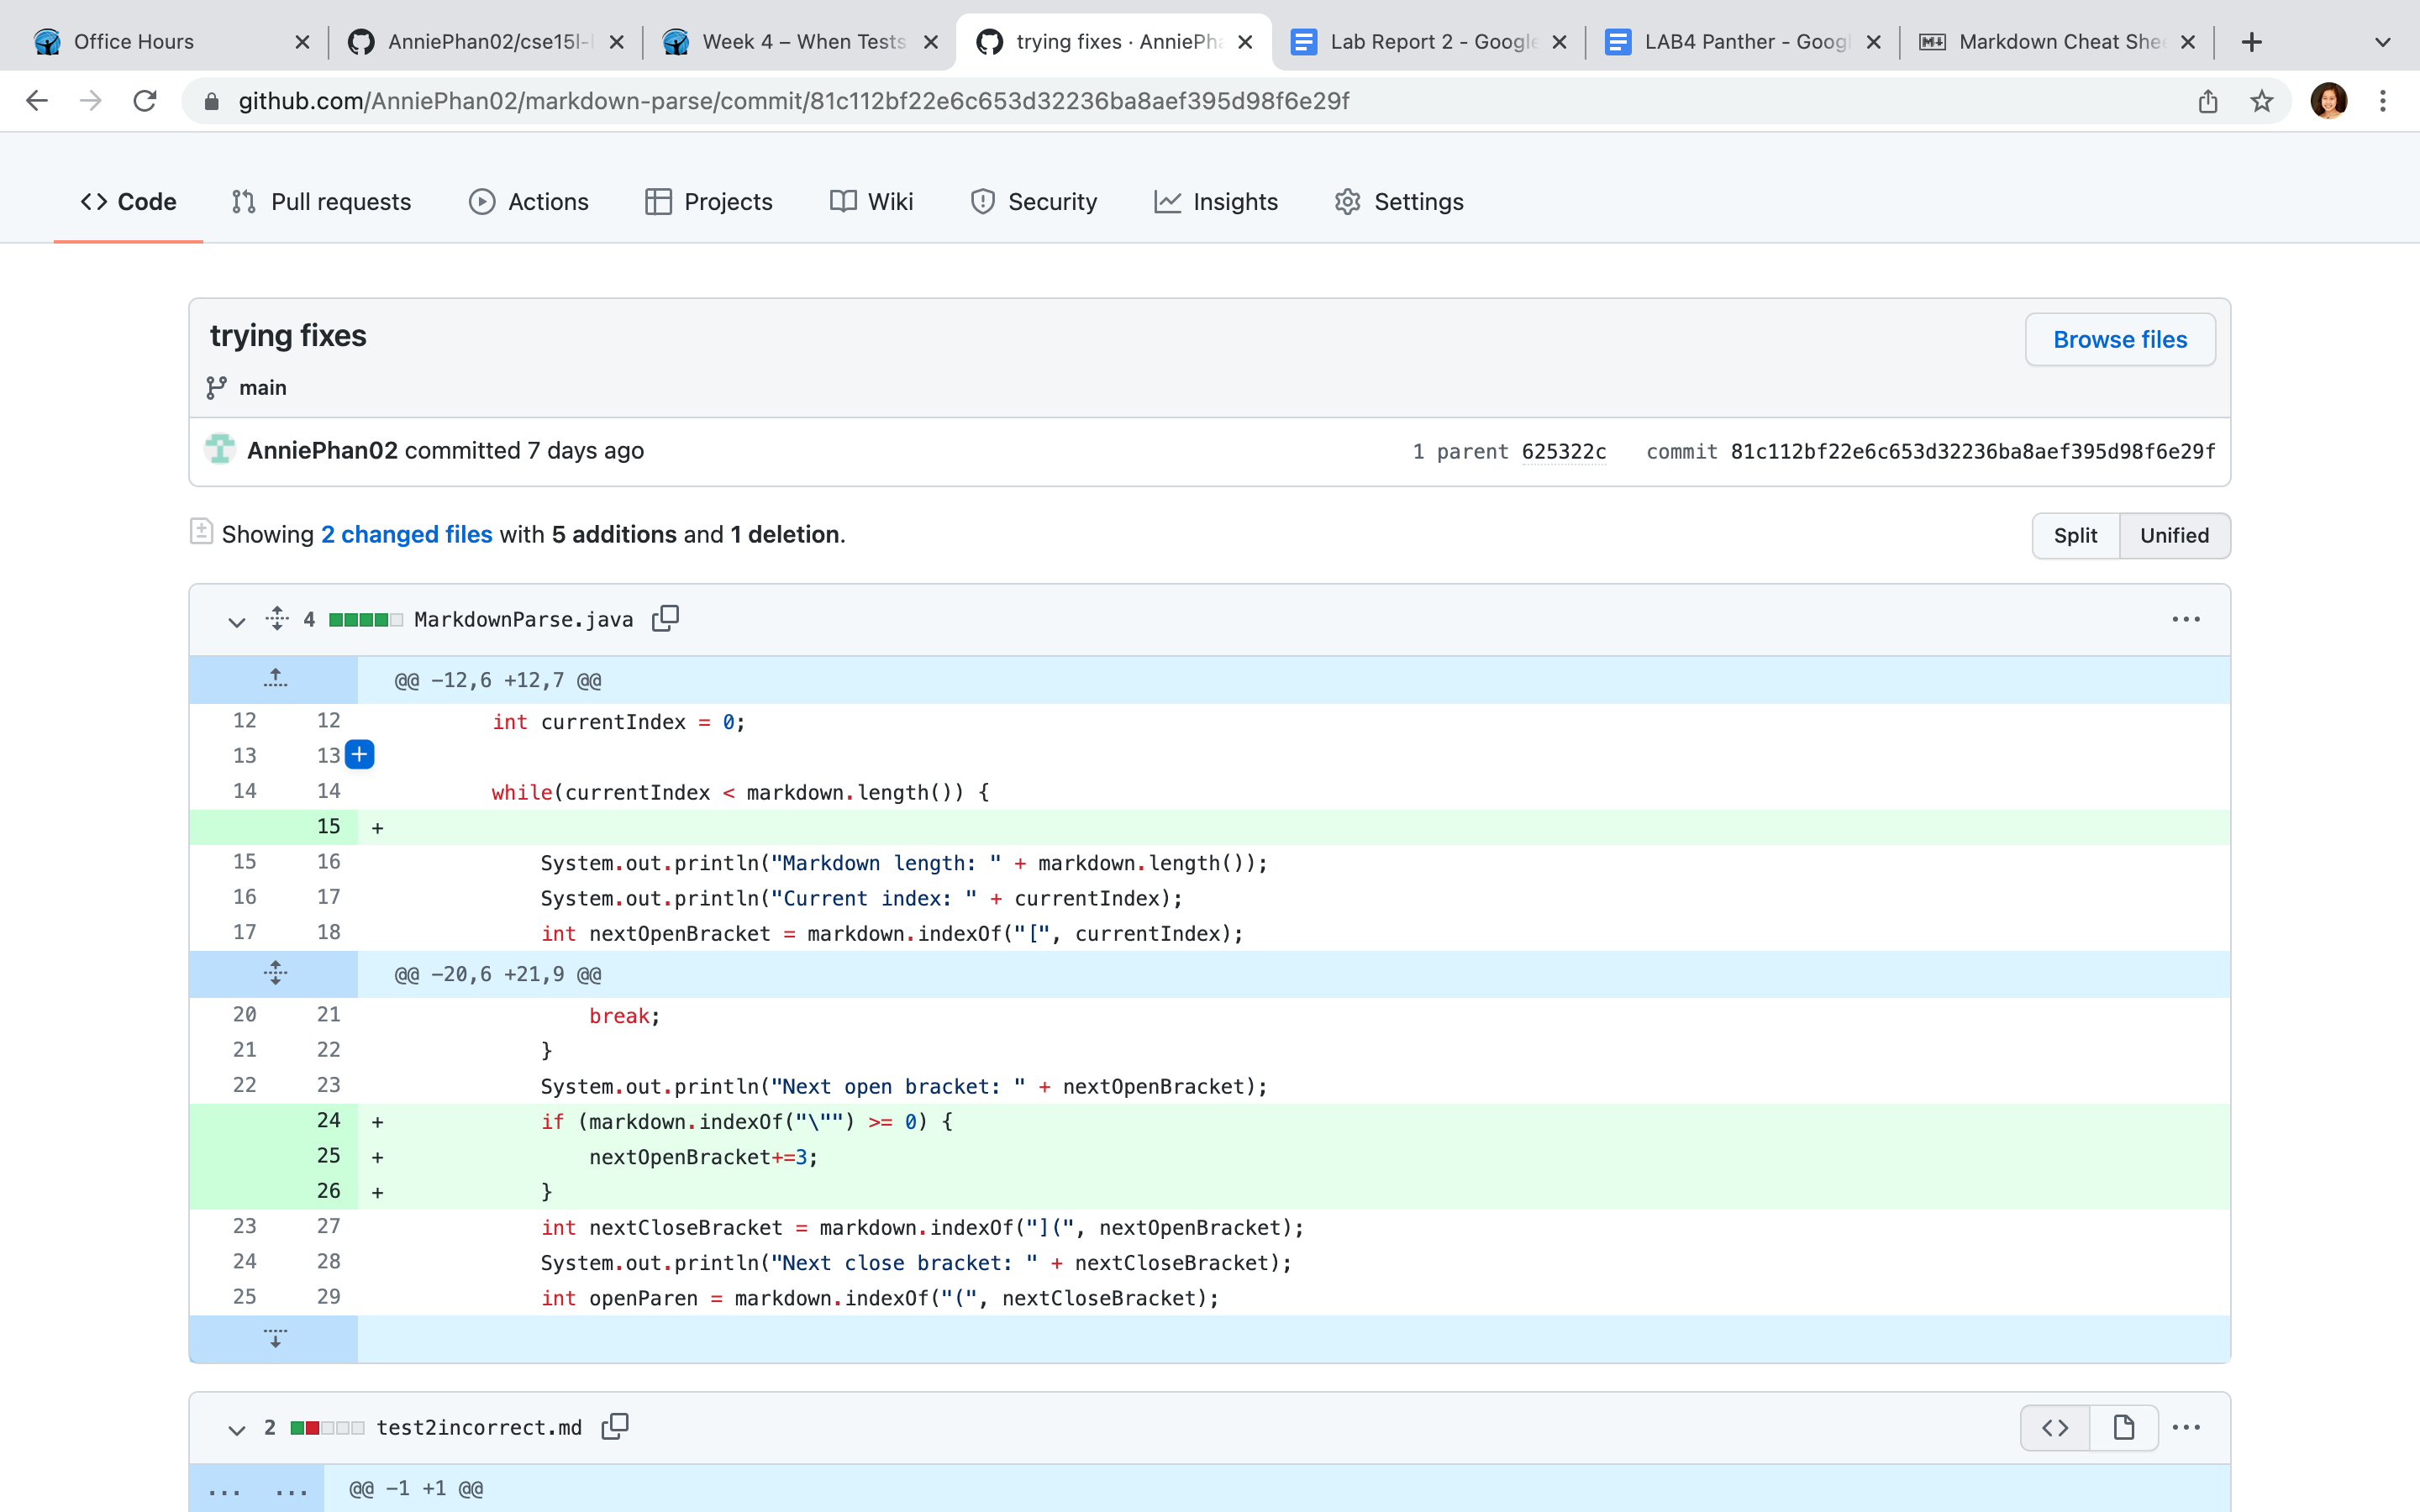 Office Hours
AnniePhan02/cse15l-l
Week 4 – When Tests
trying fixes · AnniePha
Lab Report 2 - Google
LAB4 Panther - Googl
Markdown Cheat She
github.com/AnniePhan02/markdown-parse/commit/81c112bf22e6c653d32236ba8aef395d98f6e29f
Code Pull requests Actions Projects Wiki Security Insights Settings
trying fixes
Browse files
main
AnniePhan02 committed 7 days ago
1 parent 625322c commit 81c112bf22e6c653d32236ba8aef395d98f6e29f
Showing 2 changed files with 5 additions and 1 deletion.
Split Unified
4 MarkdownParse.java
@@ -12,6 +12,7 @@
12 12 int currentIndex = 0;
13 13
14 14 while(currentIndex < markdown.length()) {
15 +
15 16 System.out.println("Markdown length: " + markdown.length());
16 17 System.out.println("Current index: " + currentIndex);
17 18 int nextOpenBracket = markdown.indexOf("[", currentIndex);
@@ -20,6 +21,9 @@
20 21 break;
21 22 }
22 23 System.out.println("Next open bracket: " + nextOpenBracket);
24 + if (markdown.indexOf("\"") >= 0) {
25 + nextOpenBracket+=3;
26 + }
23 27 int nextCloseBracket = markdown.indexOf("](", nextOpenBracket);
24 28 System.out.println("Next close bracket: " + nextCloseBracket);
25 29 int openParen = markdown.indexOf("(", nextCloseBracket);
2 test2incorrect.md
... ... @@ -1 +1 @@